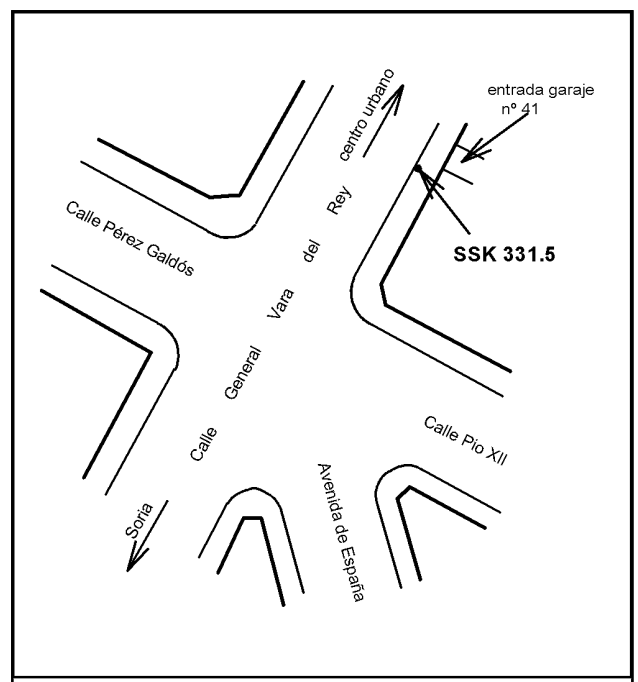 centro urbano
entrada garaje
nº 41
SSK 331.5
Calle Pérez Galdós
Calle General Vara del Rey
Calle Pio XII
Avenida de España
Soria